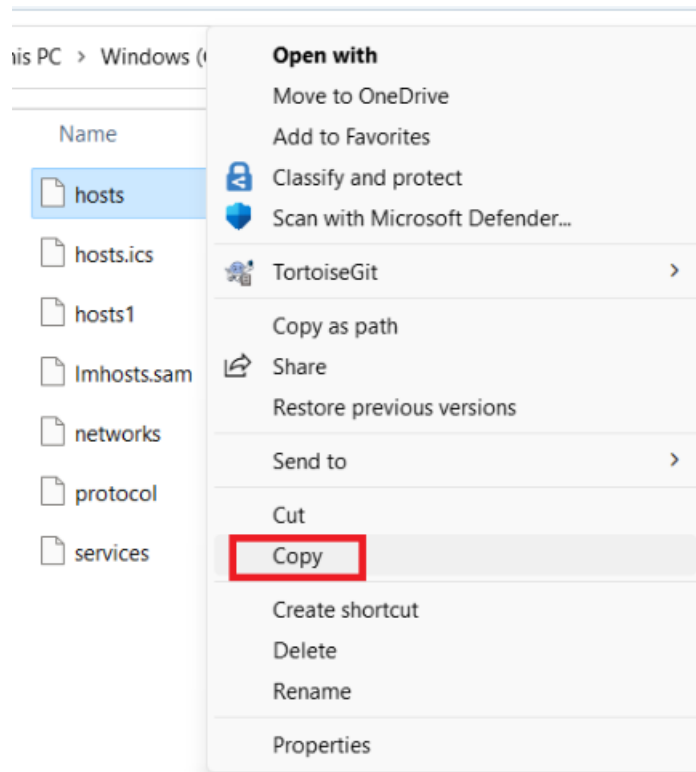 his PC > Windows (
Name
hosts
hosts.ics
hosts1
lmhosts.sam
networks
protocol
services
Open with
Move to OneDrive
Add to Favorites
Classify and protect
Scan with Microsoft Defender...
TortoiseGit >
Copy as path
Share
Restore previous versions
Send to >
Cut
Copy
Create shortcut
Delete
Rename
Properties